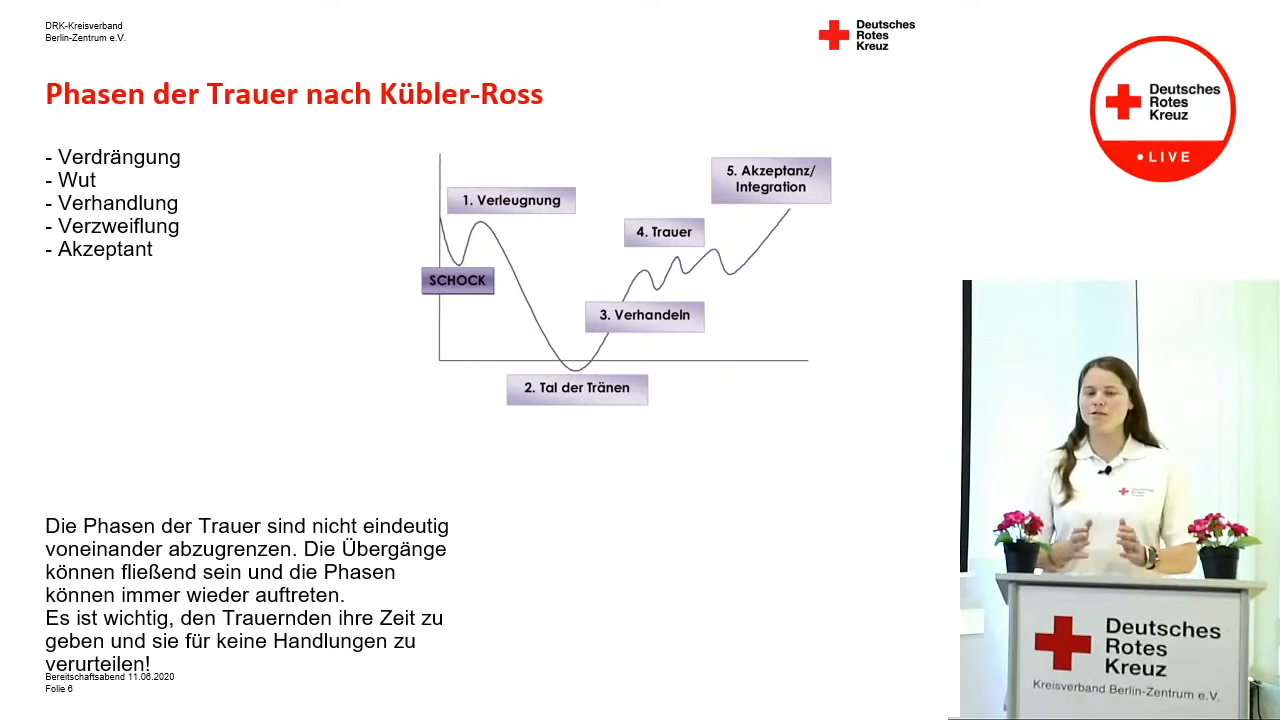 DRK-Kreisverband
Berlin-Zentrum e.V.
Deutsches
Rotes
Kreuz
Deutsches
Rotes
Kreuz
LIVE
Phasen der Trauer nach Kübler-Ross
- Verdrängung
- Wut
- Verhandlung
- Verzweiflung
- Akzeptant
1. Verleugnung
SCHOCK
2. Tal der Tränen
3. Verhandeln
4. Trauer
5. Akzeptanz/
Integration
Die Phasen der Trauer sind nicht eindeutig
voneinander abzugrenzen. Die Übergänge
können fließend sein und die Phasen
können immer wieder auftreten.
Es ist wichtig, den Trauernden ihre Zeit zu
geben und sie für keine Handlungen zu
verurteilen!
Bereitschaftsabend 11.06.2020
Folie 6
Deutsches
Rotes
Kreuz
Kreisverband Berlin-Zentrum e.V.